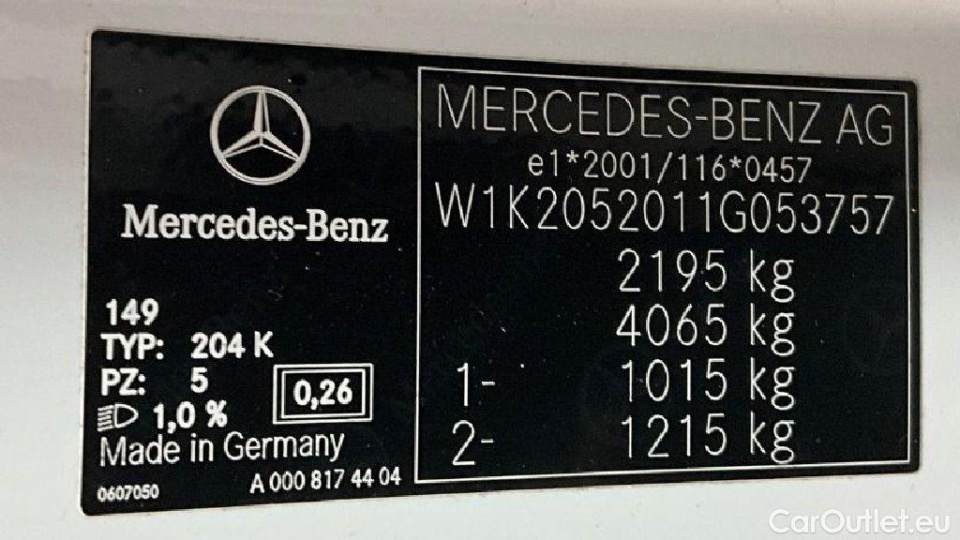 Mercedes-Benz
149
TYP: 204 K
PZ: 5
1,0 %
0,26
Made in Germany
0607050
A 000 817 44 04
MERCEDES-BENZ AG
e1*2001/116*0457
W1K2052011G053757
2195 kg
4065 kg
1- 1015 kg
2- 1215 kg
CarOutlet.eu